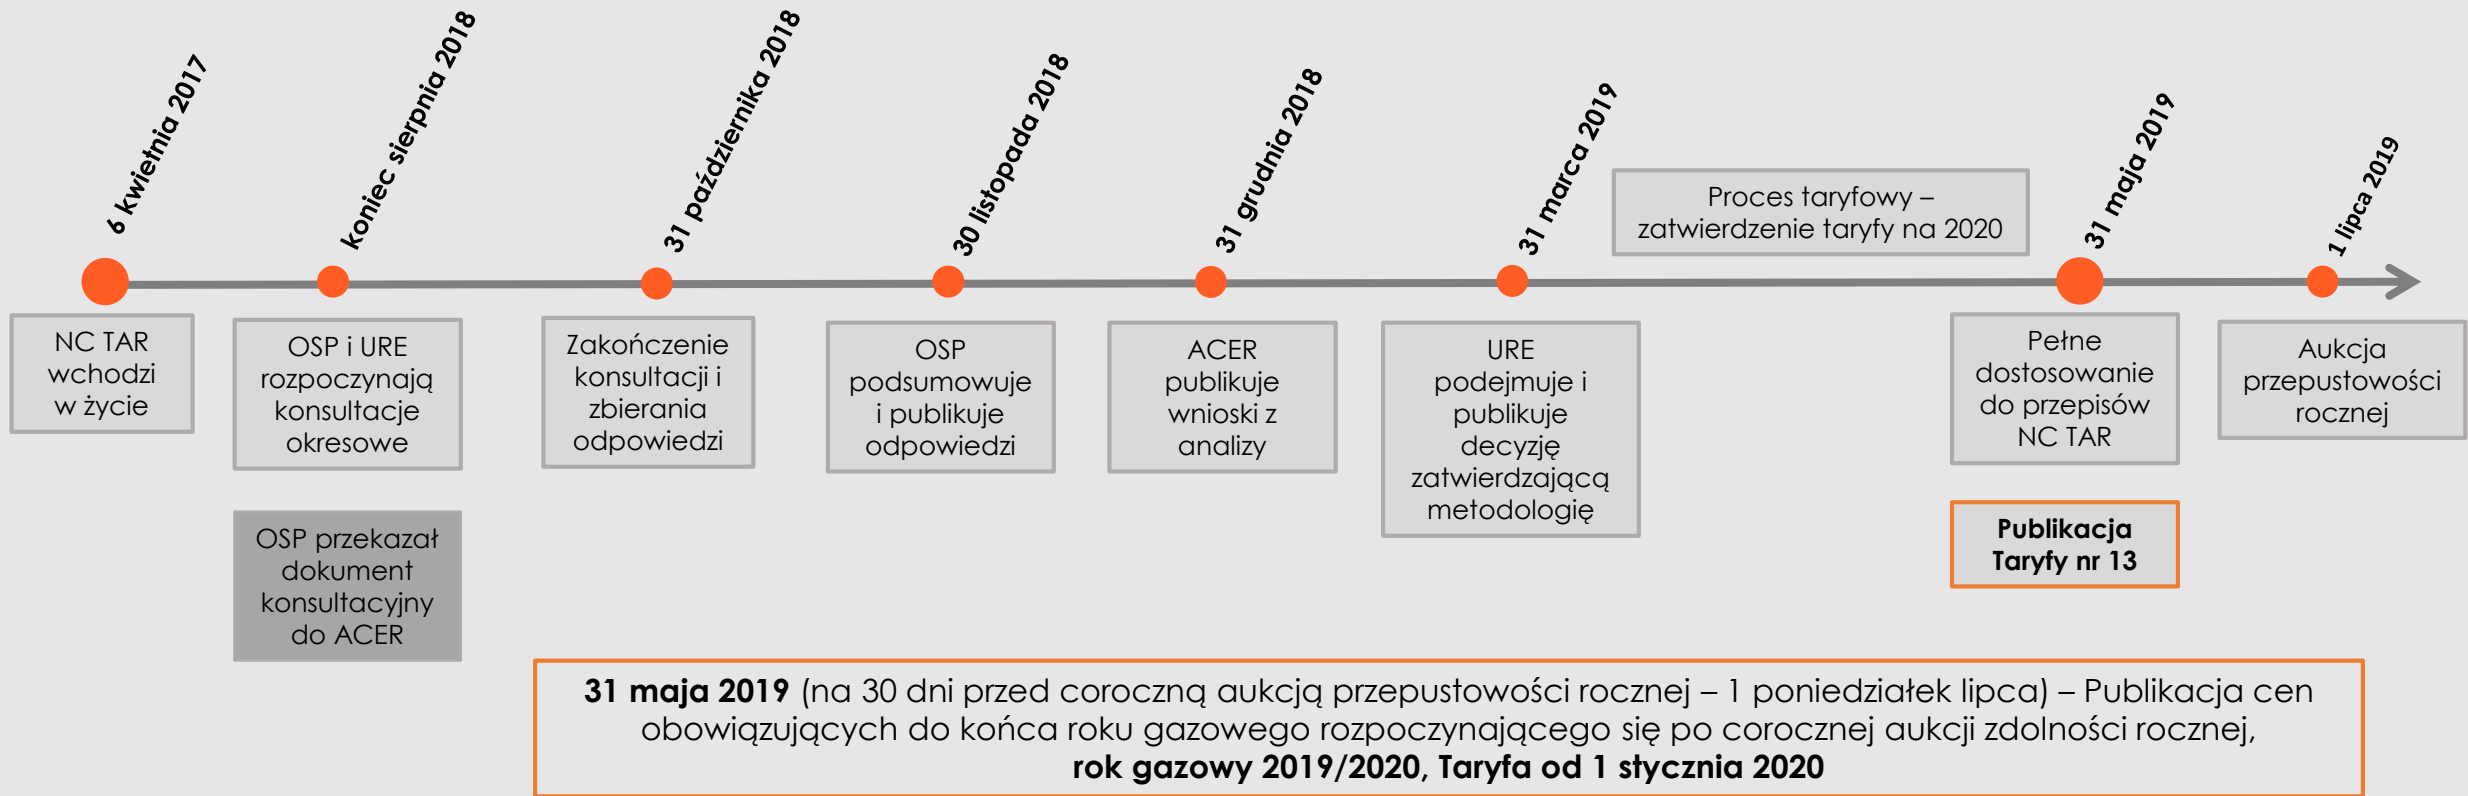 6 kwietnia 2017
koniec sierpnia 2018
31 października 2018
30 listopada 2018
31 grudnia 2018
31 marca 2019
Proces taryfowy –
zatwierdzenie taryfy na 2020
31 maja 2019
1 lipca 2019
NC TAR
wchodzi
w życie
OSP i URE
rozpoczynają
konsultacje
okresowe
OSP przekazał
dokument
konsultacyjny
do ACER
Zakończenie
konsultacji i
zbierania
odpowiedzi
OSP
podsumowuje
i publikuje
odpowiedzi
ACER
publikuje
wnioski z
analizy
URE
podejmuje i
publikuje
decyzję
zatwierdzającą
metodologię
Pełne
dostosowanie
do przepisów
NC TAR
Publikacja
Taryfy nr 13
Aukcja
przepustowości
rocznej
31 maja 2019 (na 30 dni przed coroczną aukcją przepustowości rocznej – 1 poniedziałek lipca) – Publikacja cen
obowiązujących do końca roku gazowego rozpoczynającego się po corocznej aukcji zdolności rocznej,
rok gazowy 2019/2020, Taryfa od 1 stycznia 2020